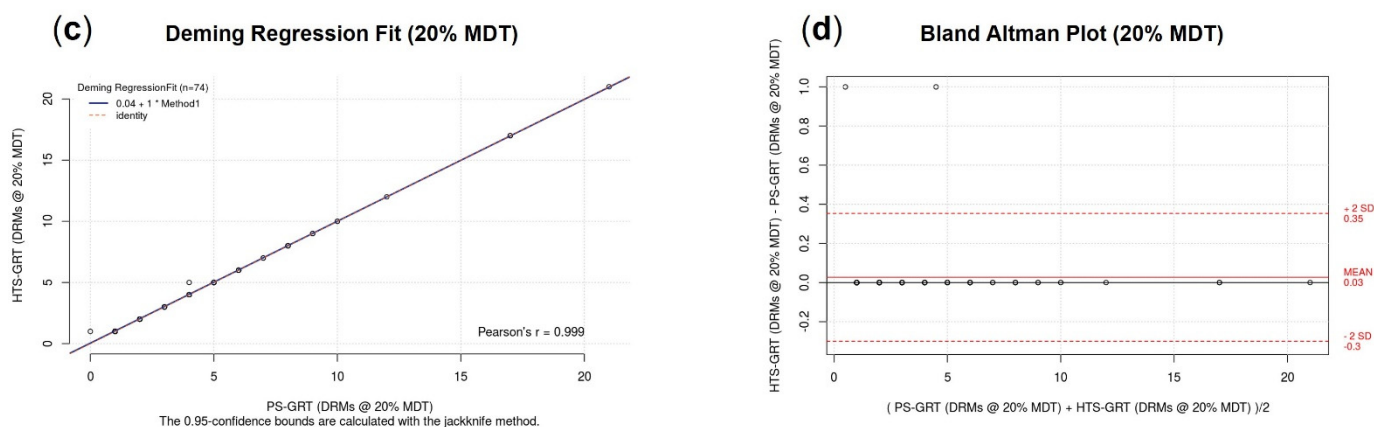 (c) Deming Regression Fit (20% MDT)
Deming RegressionFit (n=74)
0.04 + 1 * Method1
identity
HTS-GRT (DRMs @ 20% MDT)
20
15
10
5
0
Pearson's r = 0.999
0 5 10 15 20
PS-GRT (DRMs @ 20% MDT)
The 0.95-confidence bounds are calculated with the jackknife method.
(d) Bland Altman Plot (20% MDT)
HTS-GRT (DRMs @ 20% MDT) - PS-GRT (DRMs @ 20% MDT)
1.0
0.8
0.6
0.4
0.2
0.0
-0.2
+ 2 SD
0.35
MEAN
0.03
- 2 SD
-0.3
0 5 10 15 20
( PS-GRT (DRMs @ 20% MDT) + HTS-GRT (DRMs @ 20% MDT) )/2